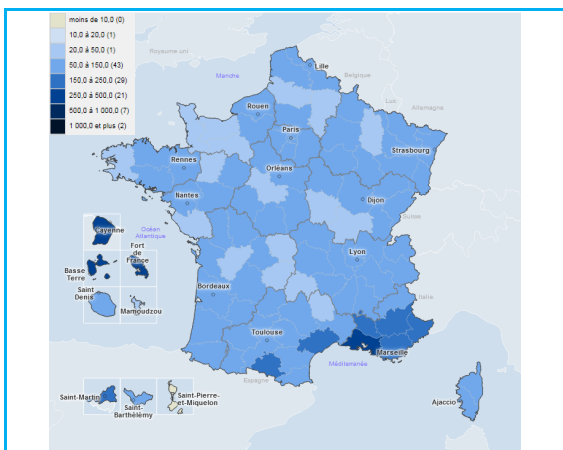 moins de 10,0 (0)
10,0 à 20,0 (1)
20,0 à 50,0 (1)
50,0 à 150,0 (43)
150,0 à 250,0 (29)
250,0 à 500,0 (21)
500,0 à 1 000,0 (7)
1 000,0 et plus (2)
Royaume uni
Manche
Lille
Belgique
Lux
Allemagne
Rouen
Paris
Strasbourg
Rennes
Orléans
Nantes
Dijon
Suisse
Océan
Atlantique
Cayenne
Fort
de
France
Basse
Terre
Saint
Denis
Mamoudzou
Lyon
Bordeaux
Italie
Toulouse
Marseille
Méditerranée
Espagne
Saint-Martin
Saint-
Barthélémy
Saint-Pierre-
et-Miquelon
Ajaccio